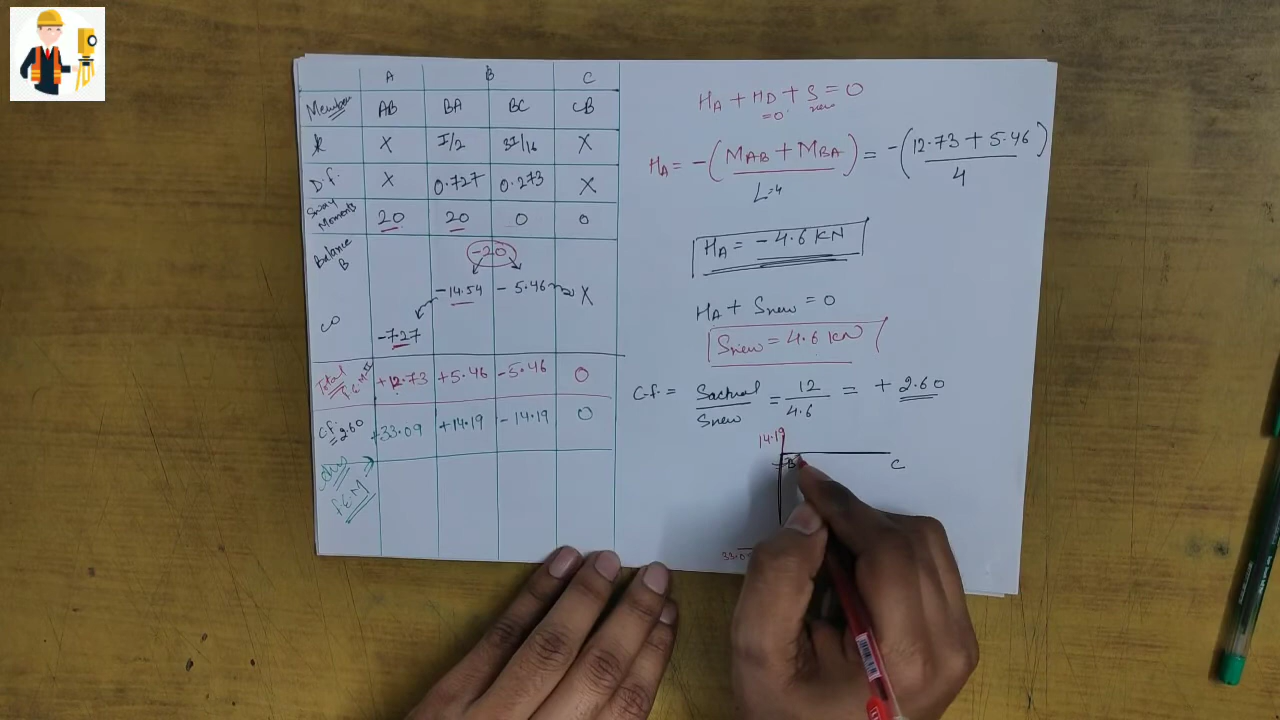 A B C
Member AB BA BC CB
k X I/2 3I/16 X
D.f. X 0.727 0.273 X
Sway Moments 20 20 0 0
Balance B -20
-14.54 -5.46 X
CO -7.27
Total F.E.M-II +12.73 +5.46 -5.46 0
C.f. 2.60 +33.09 +14.19 -14.19 0
FEM
HA + HD + Snew = 0
= 0
HA = -(MAB + MBA) = -(12.73 + 5.46)
L=4 4
HA = -4.6 KN
HA + Snew = 0
Snew = 4.6 KN
C.f. = Sactual = 12 = + 2.60
Snew 4.6
14.19
B C